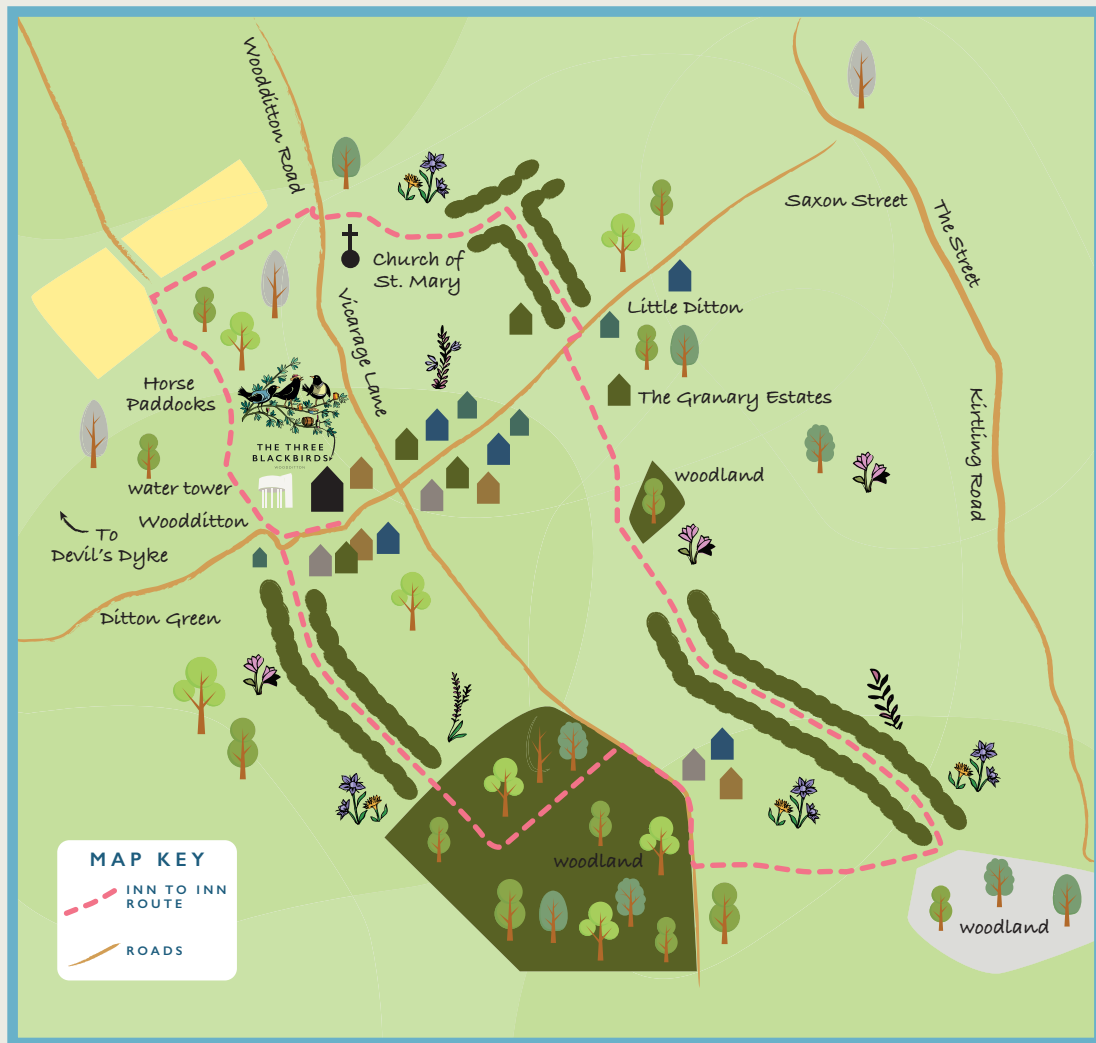 Woodditton Road
Saxon Street
The Street
Church of
St. Mary
Vicarage Lane
Little Ditton
Horse
Paddocks
The Granary Estates
Kirtling Road
THE THREE
BLACKBIRDS
WOODDITTON
woodland
water tower
Woodditton
To
Devil's Dyke
Ditton Green
woodland
woodland
MAP KEY
INN TO INN
ROUTE
ROADS